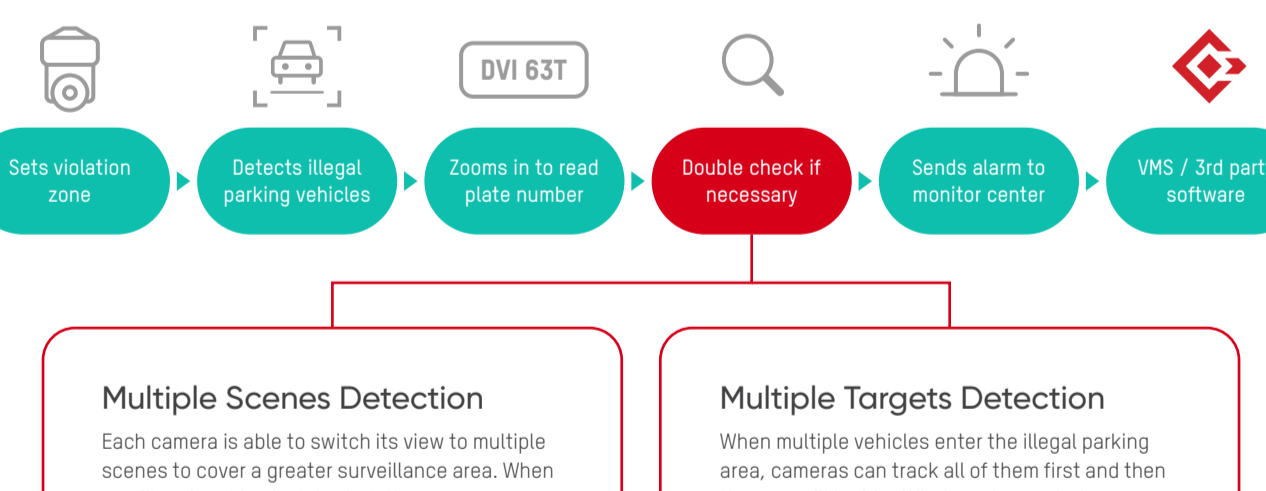 DVI 63T
Sets violation
zone
Detects illegal
parking vehicles
Zooms in to read
plate number
Double check if
necessary
Sends alarm to
monitor center
VMS / 3rd part
software
Multiple Scenes Detection
Each camera is able to switch its view to multiple
scenes to cover a greater surveillance area. When
Multiple Targets Detection
When multiple vehicles enter the illegal parking
area, cameras can track all of them first and then